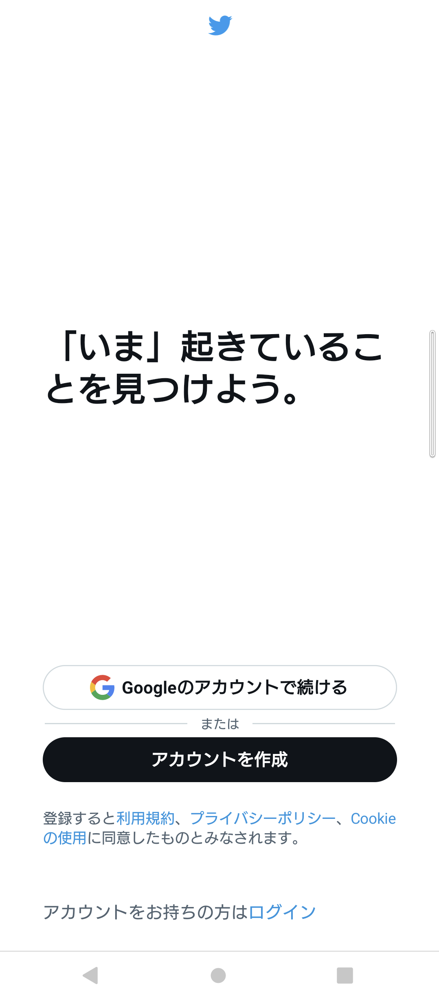 「いま」起きているこ
とを見つけよう。
Googleのアカウントで続ける
または
アカウントを作成
登録すると利用規約、プライバシーポリシー、Cookie
の使用に同意したものとみなされます。
アカウントをお持ちの方はログイン